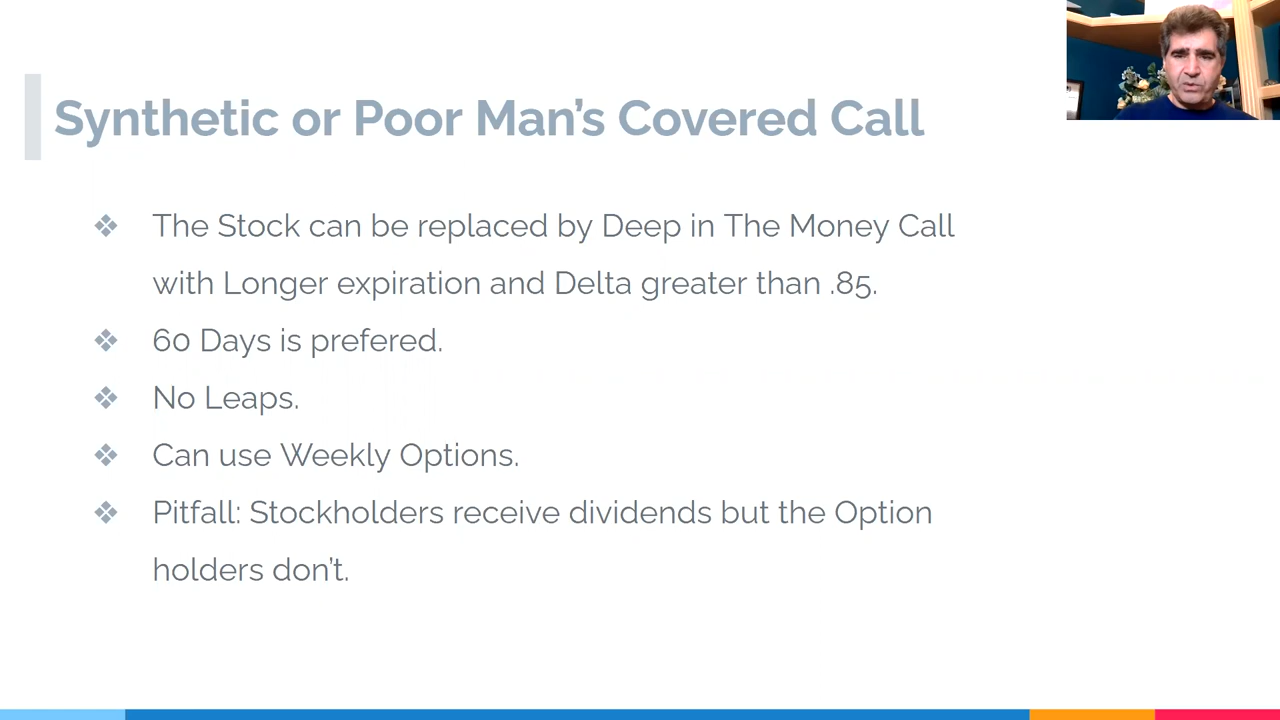 Synthetic or Poor Man's Covered Call
The Stock can be replaced by Deep in The Money Call
with Longer expiration and Delta greater than .85.
60 Days is prefered.
No Leaps.
Can use Weekly Options.
Pitfall: Stockholders receive dividends but the Option
holders don't.